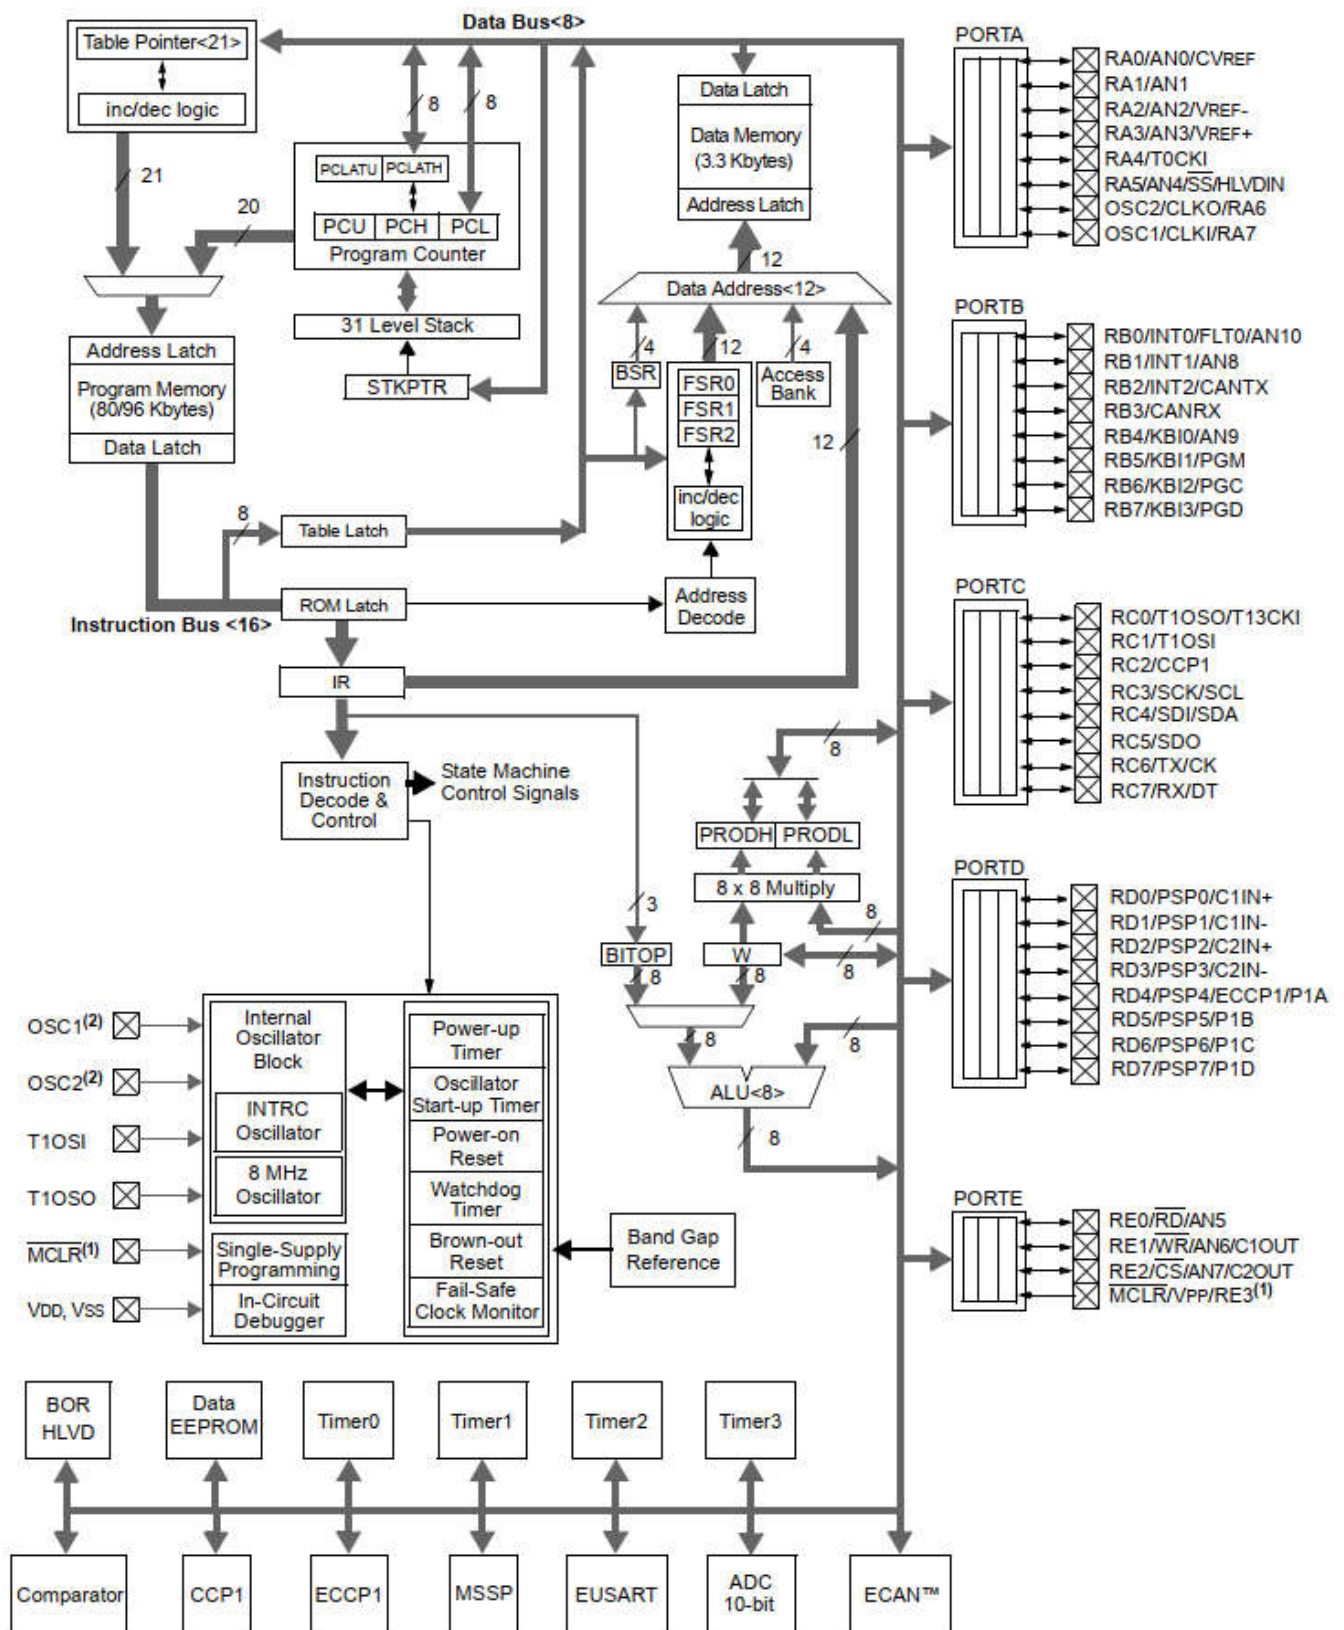 Data Bus<8>
Table Pointer<21>
inc/dec logic
21
20
8
8
PCLATU PCLATH
PCU PCH PCL
Program Counter
31 Level Stack
STKPTR
Address Latch
Program Memory
(80/96 Kbytes)
Data Latch
8
Table Latch
ROM Latch
Instruction Bus <16>
IR
Data Latch
Data Memory
(3.3 Kbytes)
Address Latch
12
Data Address<12>
4
12
4
BSR
FSR0
FSR1
FSR2
Access
Bank
12
inc/dec
logic
Address
Decode
Instruction
Decode &
Control
State Machine
Control Signals
8
PRODH PRODL
8 x 8 Multiply
3
8
BITOP
W
8
8
8
8
8
ALU<8>
8
OSC1(2)
OSC2(2)
T1OSI
T1OSO
MCLR(1)
VDD, VSS
Internal
Oscillator
Block
INTRC
Oscillator
8 MHz
Oscillator
Single-Supply
Programming
In-Circuit
Debugger
Power-up
Timer
Oscillator
Start-up Timer
Power-on
Reset
Watchdog
Timer
Brown-out
Reset
Fail-Safe
Clock Monitor
Band Gap
Reference
PORTA
RA0/AN0/CVREF
RA1/AN1
RA2/AN2/VREF-
RA3/AN3/VREF+
RA4/T0CKI
RA5/AN4/SS/HLVDIN
OSC2/CLKO/RA6
OSC1/CLKI/RA7
PORTB
RB0/INT0/FLT0/AN10
RB1/INT1/AN8
RB2/INT2/CANTX
RB3/CANRX
RB4/KBI0/AN9
RB5/KBI1/PGM
RB6/KBI2/PGC
RB7/KBI3/PGD
PORTC
RC0/T1OSO/T13CKI
RC1/T1OSI
RC2/CCP1
RC3/SCK/SCL
RC4/SDI/SDA
RC5/SDO
RC6/TX/CK
RC7/RX/DT
PORTD
RD0/PSP0/C1IN+
RD1/PSP1/C1IN-
RD2/PSP2/C2IN+
RD3/PSP3/C2IN-
RD4/PSP4/ECCP1/P1A
RD5/PSP5/P1B
RD6/PSP6/P1C
RD7/PSP7/P1D
PORTE
RE0/RD/AN5
RE1/WR/AN6/C1OUT
RE2/CS/AN7/C2OUT
MCLR/VPP/RE3(1)
BOR
HLVD
Data
EEPROM
Timer0
Timer1
Timer2
Timer3
Comparator
CCP1
ECCP1
MSSP
EUSART
ADC
10-bit
ECAN™